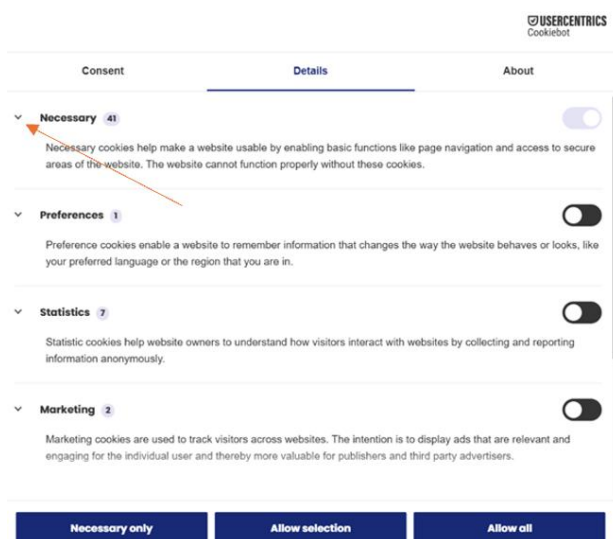 USERCENTRICS
Cookiebot
Consent Details About
Necessary 41
Necessary cookies help make a website usable by enabling basic functions like page navigation and access to secure
areas of the website. The website cannot function properly without these cookies.
Preferences 1
Preference cookies enable a website to remember information that changes the way the website behaves or looks, like
your preferred language or the region that you are in.
Statistics 7
Statistic cookies help website owners to understand how visitors interact with websites by collecting and reporting
information anonymously.
Marketing 2
Marketing cookies are used to track visitors across websites. The intention is to display ads that are relevant and
engaging for the individual user and thereby more valuable for publishers and third party advertisers.
Necessary only Allow selection Allow all